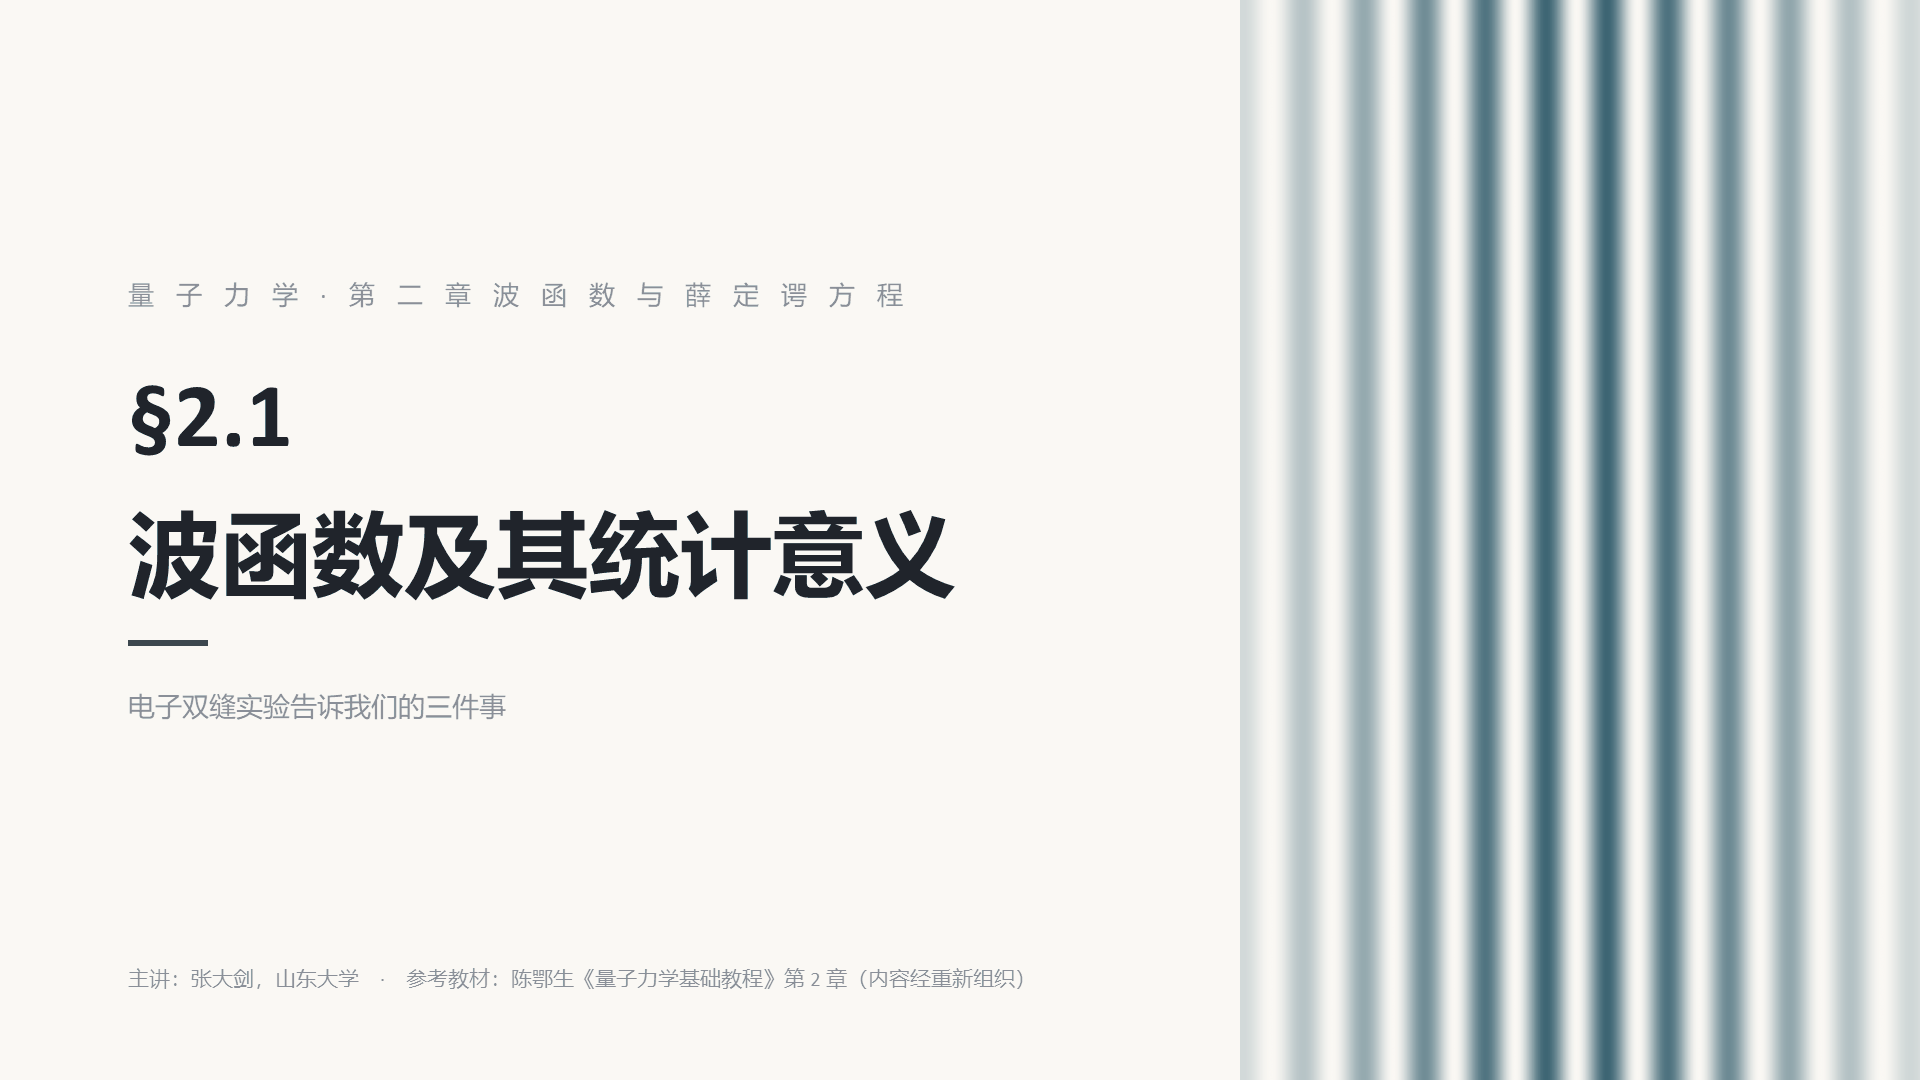 量子力学·第二章波函数与薛定谔方程
§2.1
波函数及其统计意义
电子双缝实验告诉我们的三件事
主讲：张大剑，山东大学 · 参考教材：陈鄂生《量子力学基础教程》第 2 章（内容经重新组织）